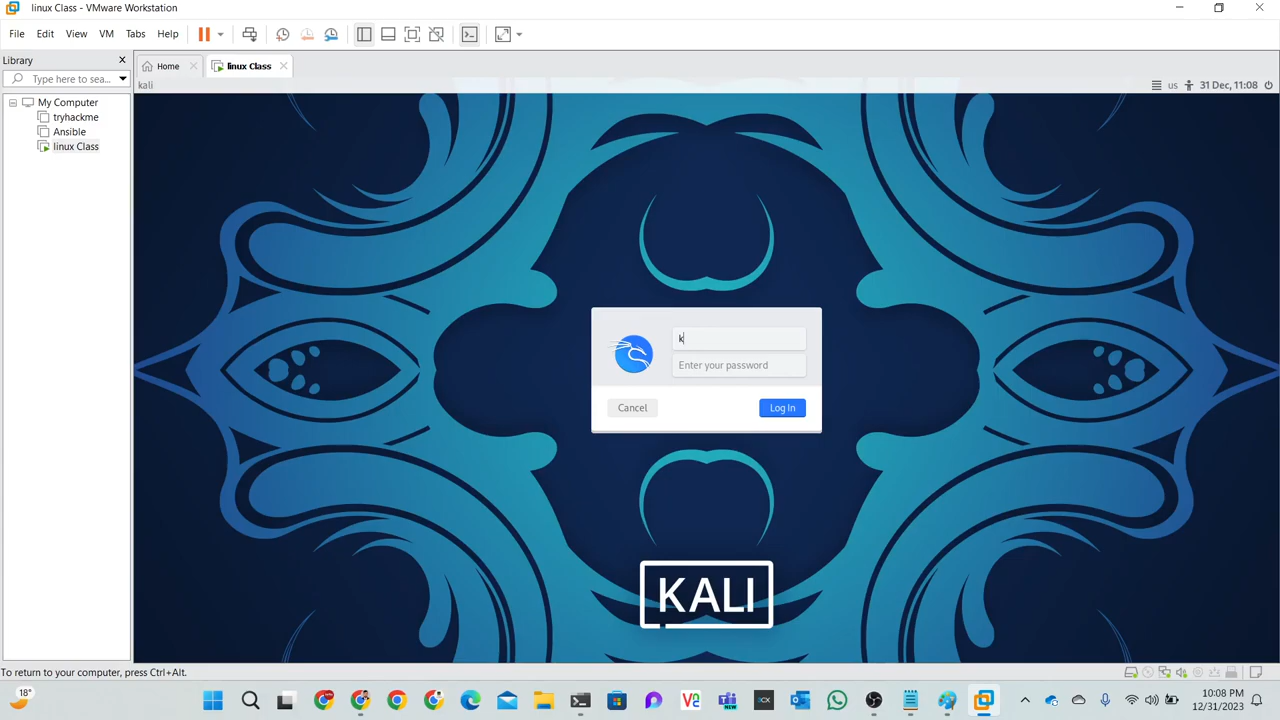 linux Class - VMware Workstation
File Edit View VM Tabs Help
Library
Type here to sea...
My Computer
tryhackme
Ansible
linux Class
Home
linux Class
kali
us 31 Dec, 11:08
k
Enter your password
Cancel Log In
KALI
To return to your computer, press Ctrl+Alt.
18°
10:08 PM
12/31/2023